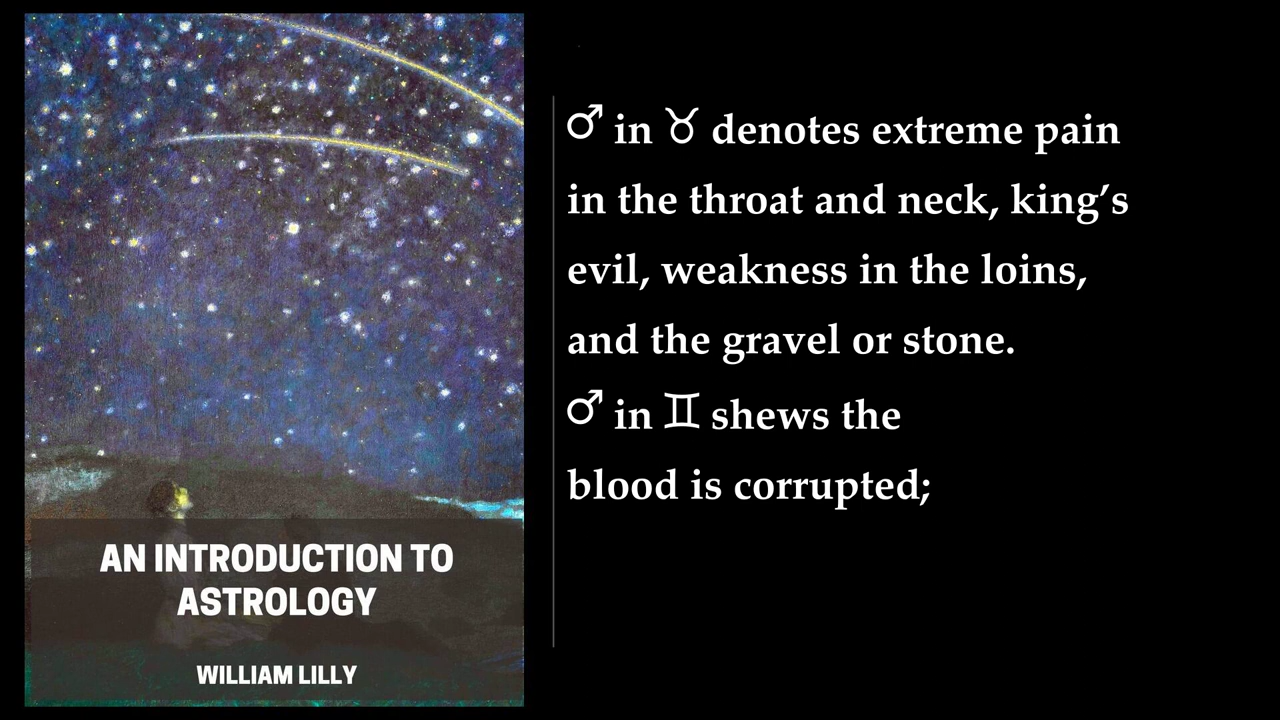 AN INTRODUCTION TO
ASTROLOGY
WILLIAM LILLY
♂ in ♉ denotes extreme pain
in the throat and neck, king’s
evil, weakness in the loins,
and the gravel or stone.
♂ in ♊ shews the
blood is corrupted;